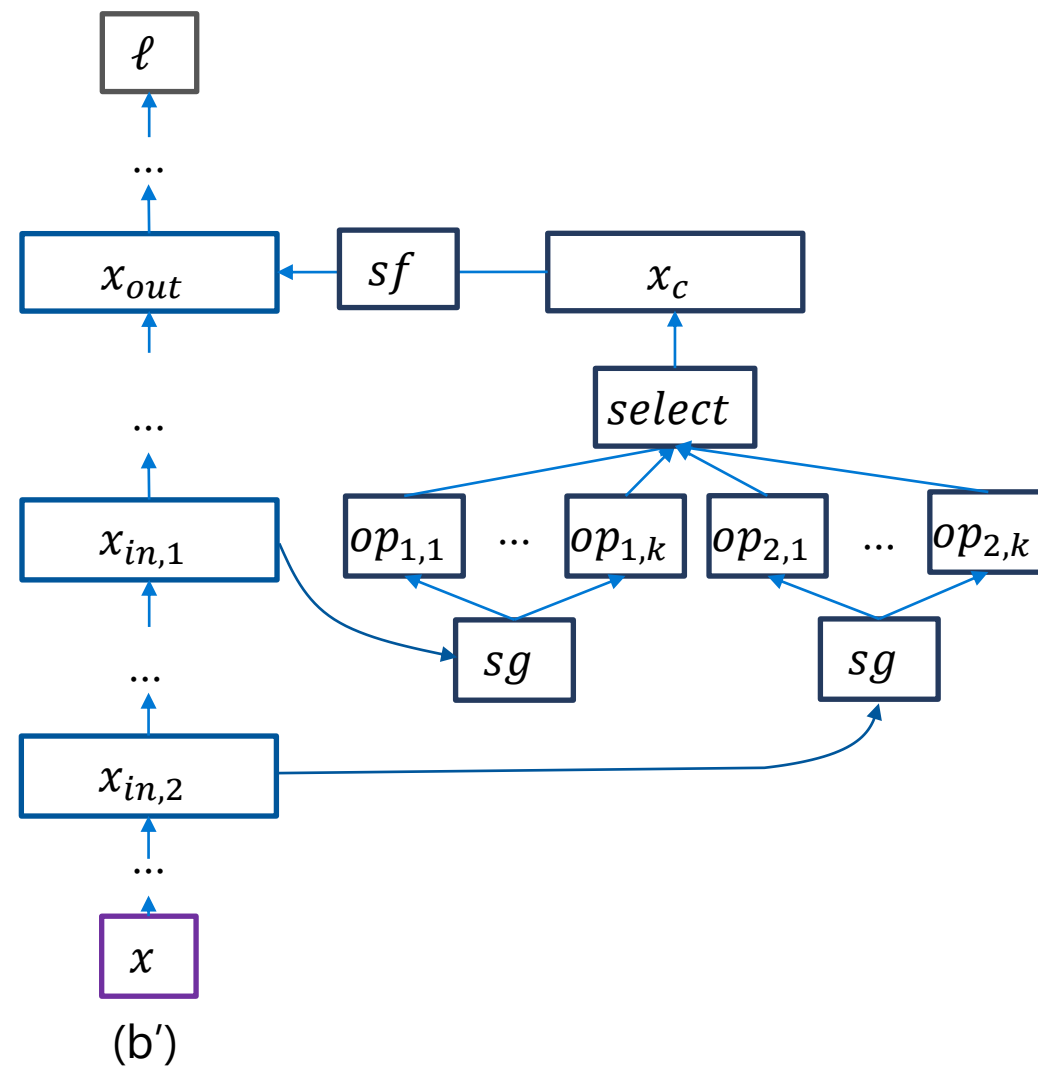 ℓ
...
x_out sf x_c
select
...
x_in,1 op_1,1 ... op_1,k op_2,1 ... op_2,k
sg sg
...
x_in,2
...
x
(b’)